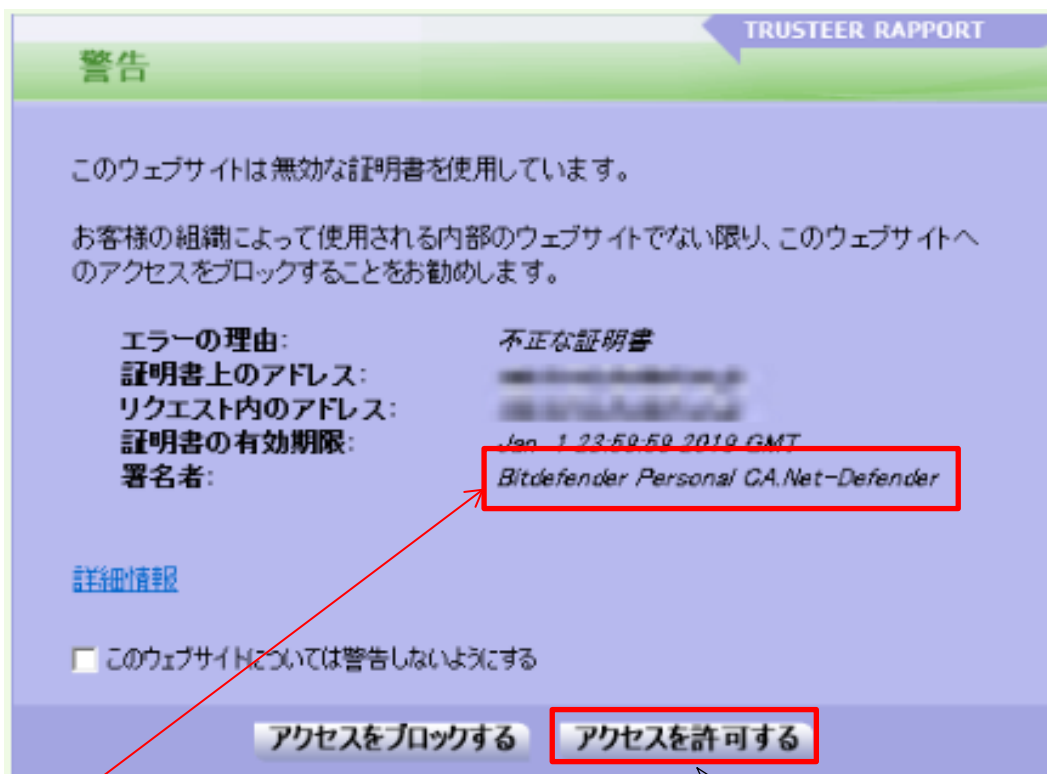 TRUSTEER RAPPORT
警告
このウェブサイトは無効な証明書を使用しています。
お客様の組織によって使用される内部のウェブサイトでない限り、このウェブサイトへ
のアクセスをブロックすることをお勧めします。
エラーの理由: 不正な証明書
証明書上のアドレス:
リクエスト内のアドレス:
証明書の有効期限: Jan 1 23:59:59 2019 GMT
署名者: Bitdefender Personal CA.Net-Defender
詳細情報
このウェブサイトについては警告しないようにする
アクセスをブロックする アクセスを許可する